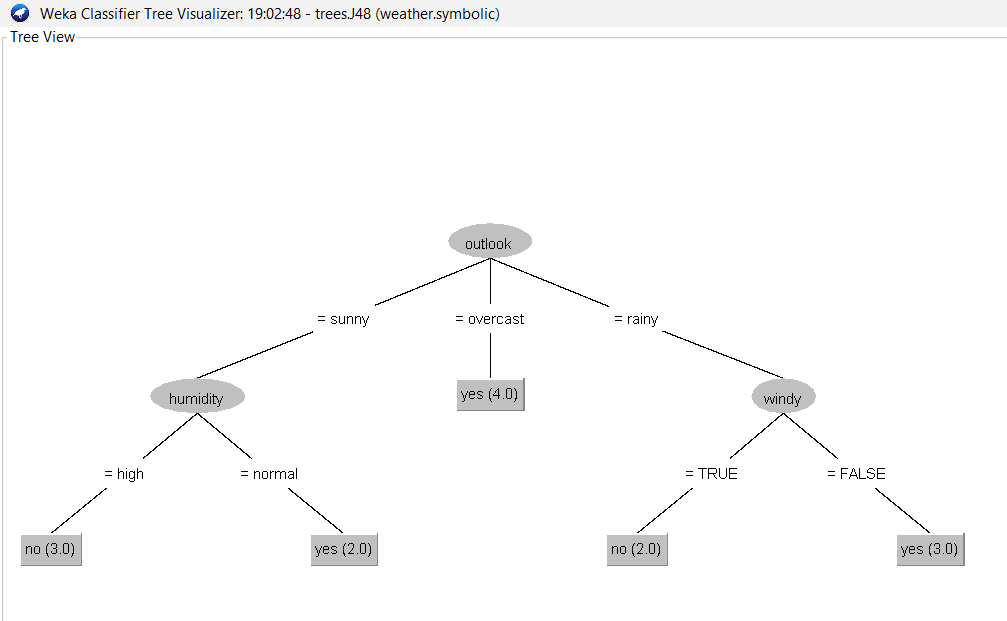 Weka Classifier Tree Visualizer: 19:02:48 - trees.J48 (weather.symbolic)
Tree View
outlook
= sunny
= overcast
= rainy
humidity
yes (4.0)
windy
= high
= normal
= TRUE
= FALSE
no (3.0)
yes (2.0)
no (2.0)
yes (3.0)